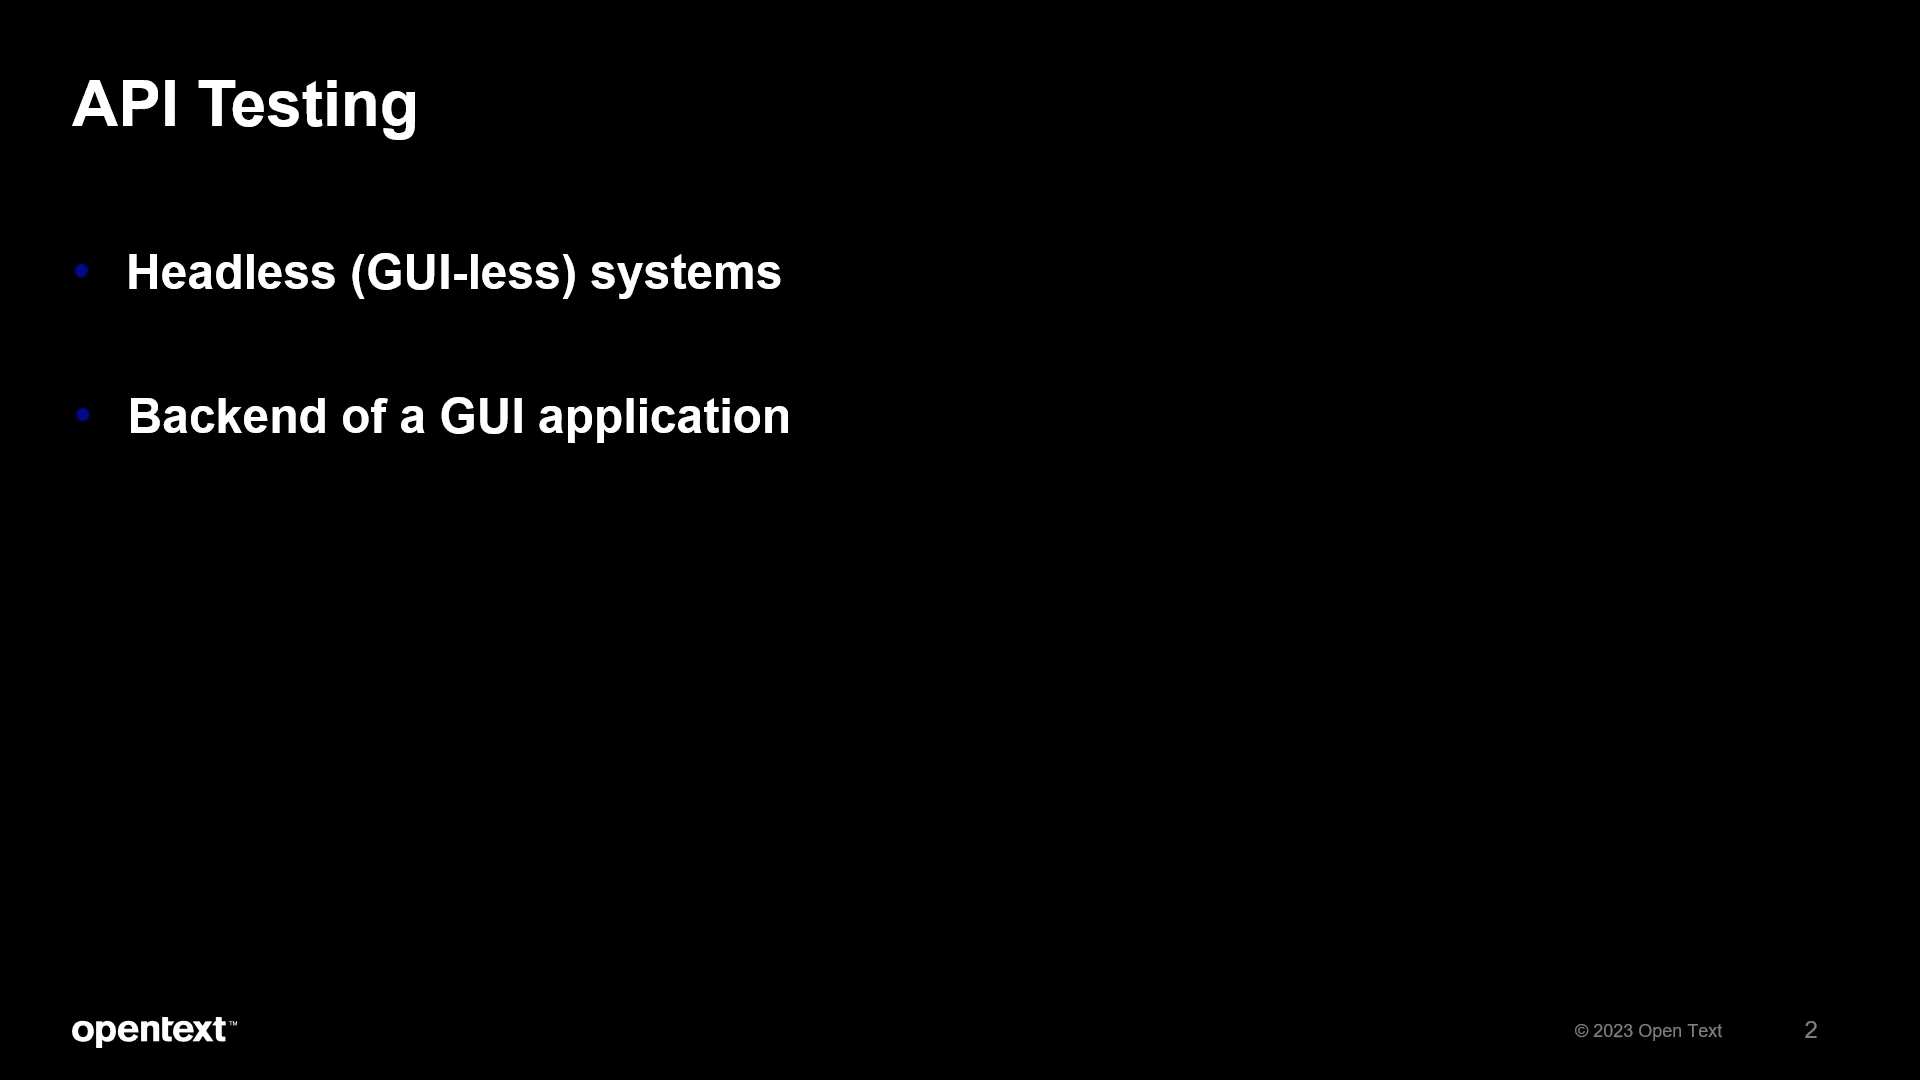 API Testing
• Headless (GUI-less) systems
• Backend of a GUI application
opentext™
© 2023 Open Text
2